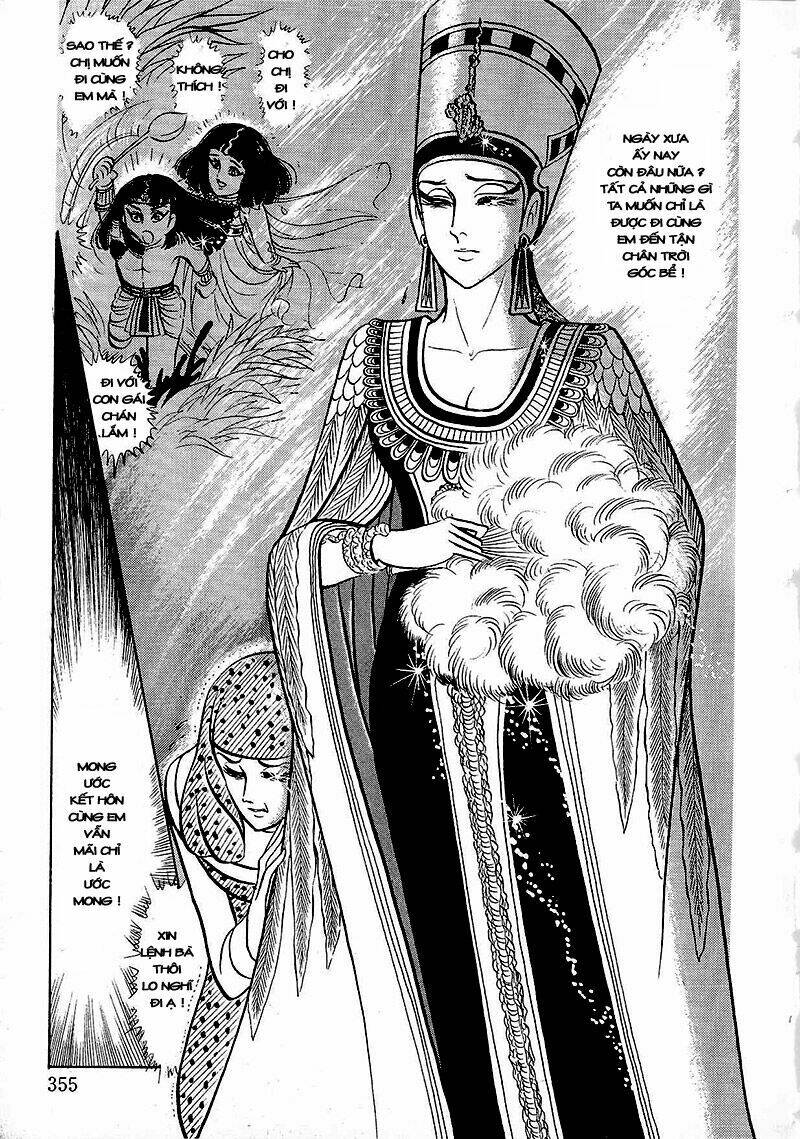 SAO THẾ?
CHỊ MUỐN
ĐI CÙNG
EM MÀ!
KHÔNG
THÍCH!
CHO
CHỊ
ĐI
VỚI!
NGÀY XƯA
ẤY NAY
CÒN ĐÂU NỮA?
TẤT CẢ NHỮNG GÌ
TA MUỐN CHỈ LÀ
ĐƯỢC ĐI CÙNG
EM ĐẾN TẬN
CHÂN TRỜI
GÓC BỂ!
ĐI VỚI
CON GÁI
CHÁN
LẮM!
MONG
ƯỚC
KẾT HÔN
CÙNG EM
VẪN
MÃI CHỈ
LÀ
ƯỚC
MONG!
XIN
LỆNH BÀ
THÔI
LO NGHĨ
ĐI Ạ!
355